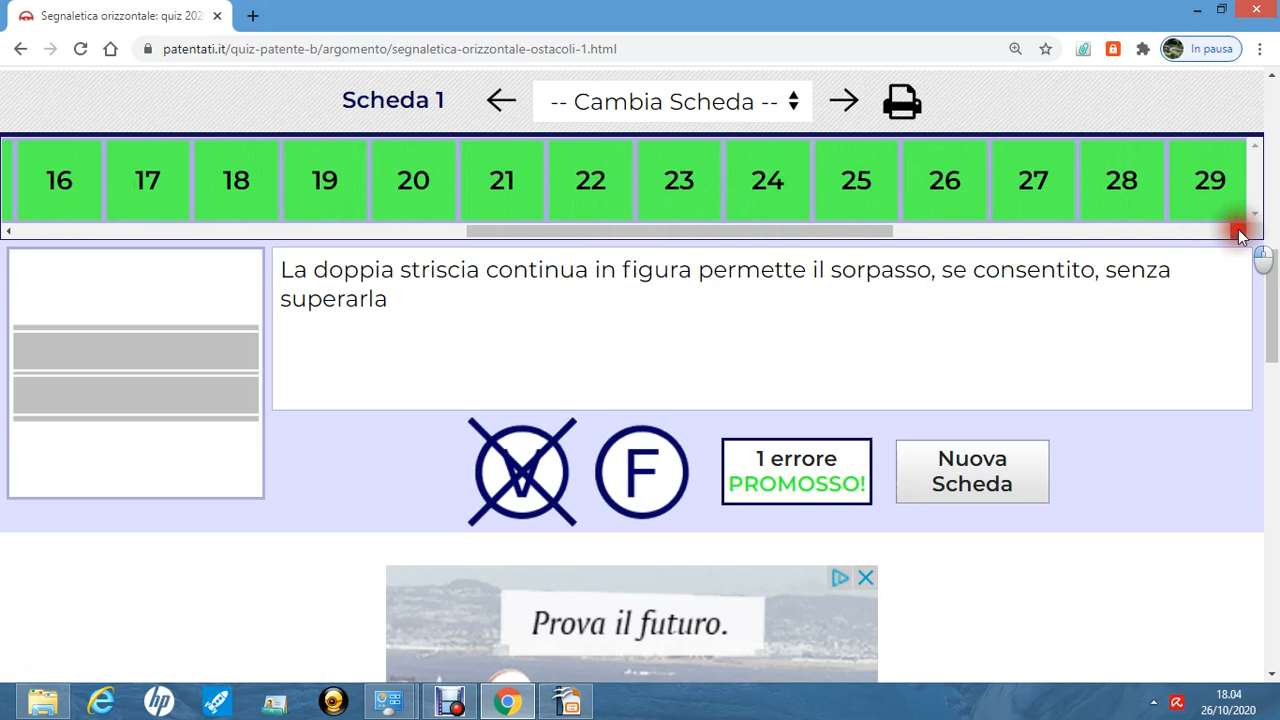 Segnaletica orizzontale: quiz 202
patentati.it/quiz-patente-b/argomento/segnaletica-orizzontale-ostacoli-1.html
In pausa
Scheda 1
-- Cambia Scheda --
16 17 18 19 20 21 22 23 24 25 26 27 28 29
La doppia striscia continua in figura permette il sorpasso, se consentito, senza
superarla
V F
1 errore
PROMOSSO!
Nuova
Scheda
Prova il futuro.
hp
18.04
26/10/2020